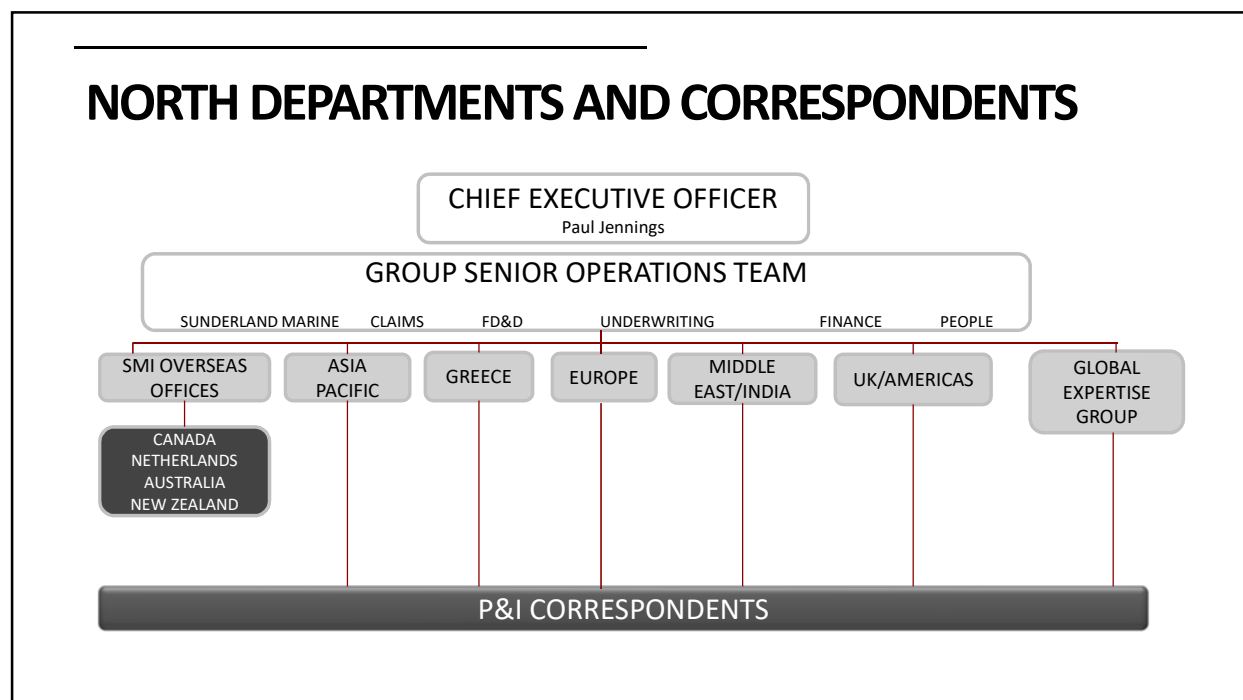 NORTH DEPARTMENTS AND CORRESPONDENTS
CHIEF EXECUTIVE OFFICER
Paul Jennings
GROUP SENIOR OPERATIONS TEAM
SUNDERLAND MARINE CLAIMS FD&D UNDERWRITING FINANCE PEOPLE
SMI OVERSEAS
OFFICES
ASIA
PACIFIC
GREECE
EUROPE
MIDDLE
EAST/INDIA
UK/AMERICAS
GLOBAL
EXPERTISE
GROUP
CANADA
NETHERLANDS
AUSTRALIA
NEW ZEALAND
P&I CORRESPONDENTS